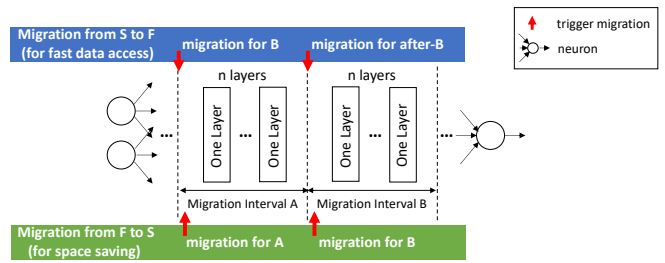 Migration from S to F
(for fast data access)
migration for B
migration for after-B
trigger migration
neuron
n layers
n layers
...
One Layer
...
One Layer
One Layer
...
One Layer
...
Migration Interval A
Migration Interval B
Migration from F to S
(for space saving)
migration for A
migration for B